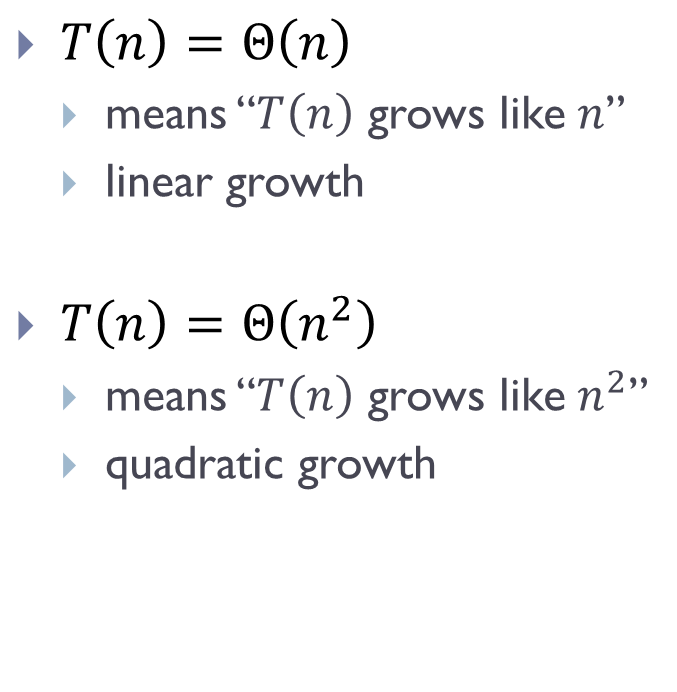 T(n) = Θ(n)
means “T(n) grows like n”
linear growth
T(n) = Θ(n²)
means “T(n) grows like n²”
quadratic growth